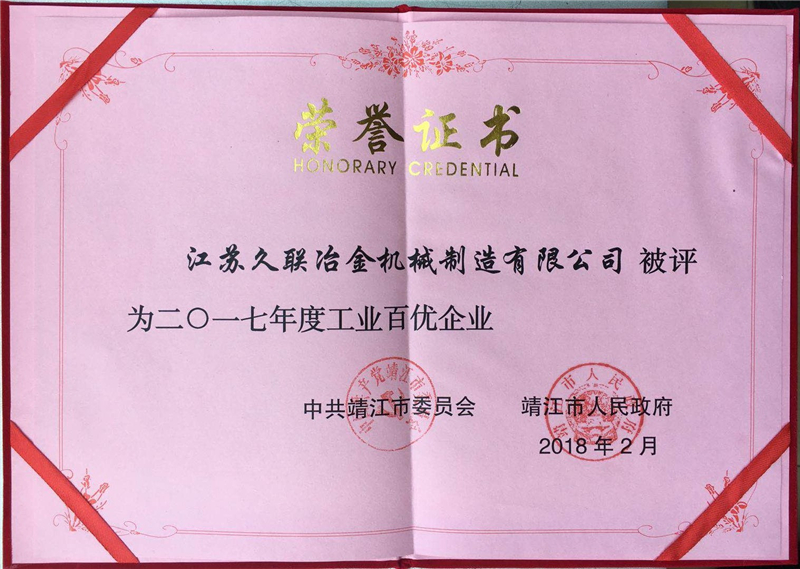 荣誉证书
HONORARY CREDENTIAL
江苏久联冶金机械制造有限公司 被评
为二〇一七年度工业百优企业
中共靖江市委员会 靖江市人民政府
2018年2月